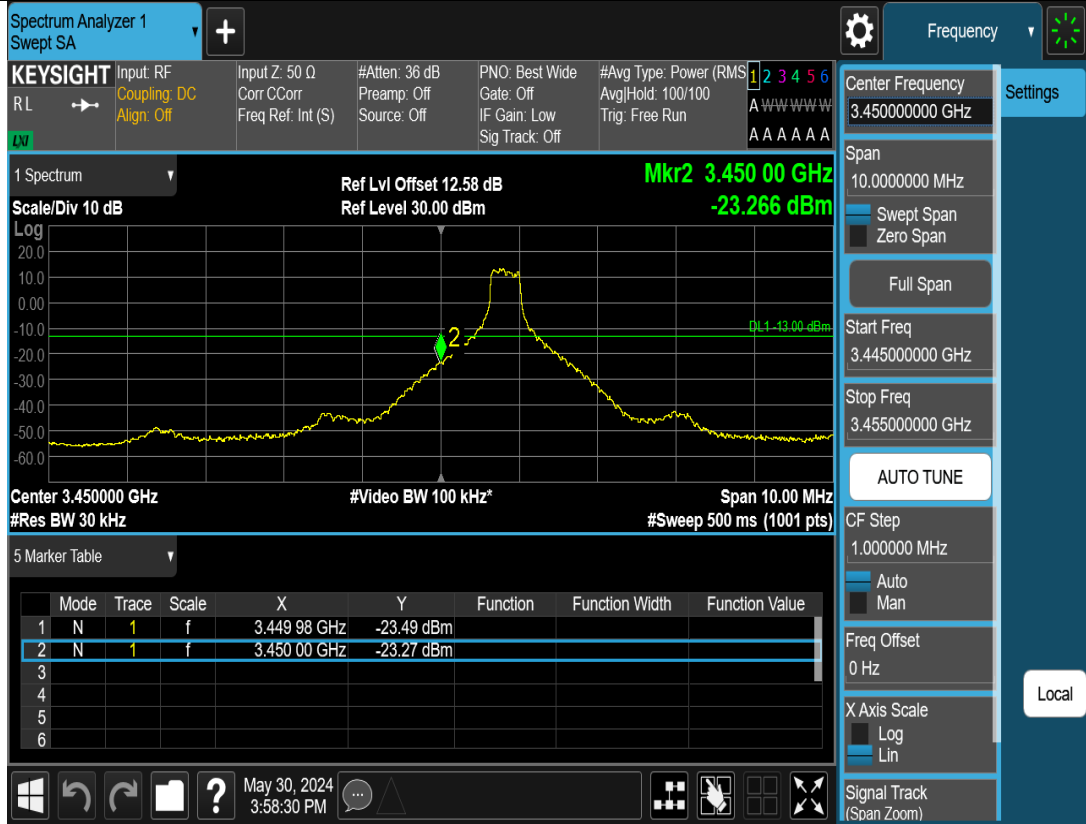 Spectrum Analyzer 1
Swept SA
+
Frequency
KEYSIGHT
RL
LXI
Input: RF
Coupling: DC
Align: Off
Input Z: 50 Ω
Corr CCorr
Freq Ref: Int (S)
#Atten: 36 dB
Preamp: Off
Source: Off
PNO: Best Wide
Gate: Off
IF Gain: Low
Sig Track: Off
#Avg Type: Power (RMS
Avg|Hold: 100/100
Trig: Free Run
1 2 3 4 5 6
A W W W W W
A A A A A A
1 Spectrum
Scale/Div 10 dB
Ref Lvl Offset 12.58 dB
Ref Level 30.00 dBm
Mkr2 3.450 00 GHz
-23.266 dBm
Log
20.0
10.0
0.00
-10.0
-20.0
-30.0
-40.0
-50.0
-60.0
2
DL1 -13.00 dBm
Center 3.450000 GHz
#Video BW 100 kHz*
Span 10.00 MHz
#Res BW 30 kHz
#Sweep 500 ms (1001 pts)
5 Marker Table
Mode Trace Scale X Y Function Function Width Function Value
1 N 1 f 3.449 98 GHz -23.49 dBm
2 N 1 f 3.450 00 GHz -23.27 dBm
3
4
5
6
?
May 30, 2024
3:58:30 PM
Center Frequency
3.450000000 GHz
Settings
Span
10.0000000 MHz
Swept Span
Zero Span
Full Span
Start Freq
3.445000000 GHz
Stop Freq
3.455000000 GHz
AUTO TUNE
CF Step
1.000000 MHz
Auto
Man
Freq Offset
0 Hz
Local
X Axis Scale
Log
Lin
Signal Track
(Span Zoom)